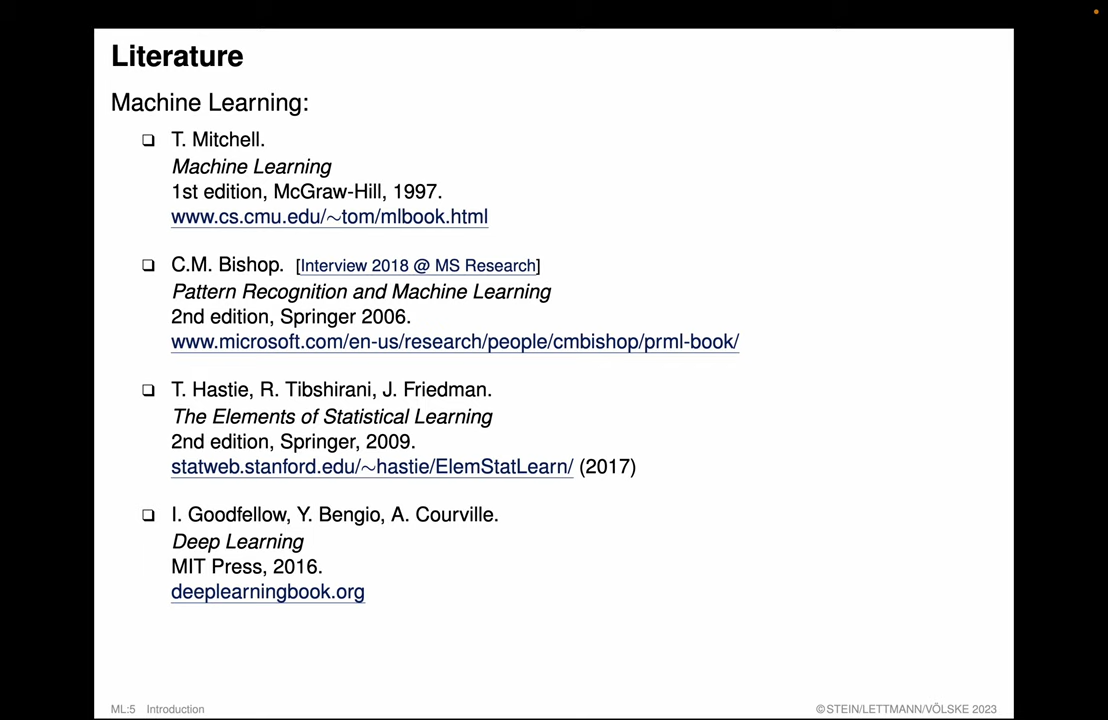 Literature
Machine Learning:
❑ T. Mitchell.
Machine Learning
1st edition, McGraw-Hill, 1997.
www.cs.cmu.edu/~tom/mlbook.html
❑ C.M. Bishop. [Interview 2018 @ MS Research]
Pattern Recognition and Machine Learning
2nd edition, Springer 2006.
www.microsoft.com/en-us/research/people/cmbishop/prml-book/
❑ T. Hastie, R. Tibshirani, J. Friedman.
The Elements of Statistical Learning
2nd edition, Springer, 2009.
statweb.stanford.edu/~hastie/ElemStatLearn/ (2017)
❑ I. Goodfellow, Y. Bengio, A. Courville.
Deep Learning
MIT Press, 2016.
deeplearningbook.org
ML:5 Introduction
©STEIN/LETTMANN/VÖLSKE 2023